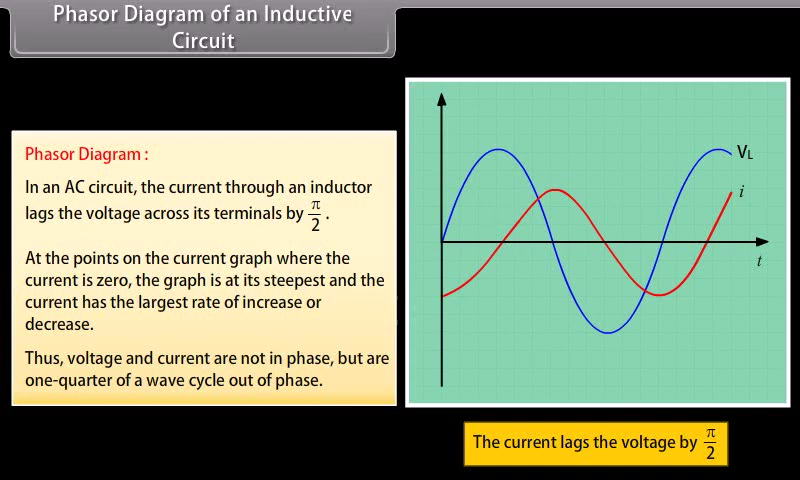 Phasor Diagram of an Inductive
Circuit
Phasor Diagram :
In an AC circuit, the current through an inductor
lags the voltage across its terminals by π/2 .
At the points on the current graph where the
current is zero, the graph is at its steepest and the
current has the largest rate of increase or
decrease.
Thus, voltage and current are not in phase, but are
one-quarter of a wave cycle out of phase.
VL
i
t
The current lags the voltage by π/2